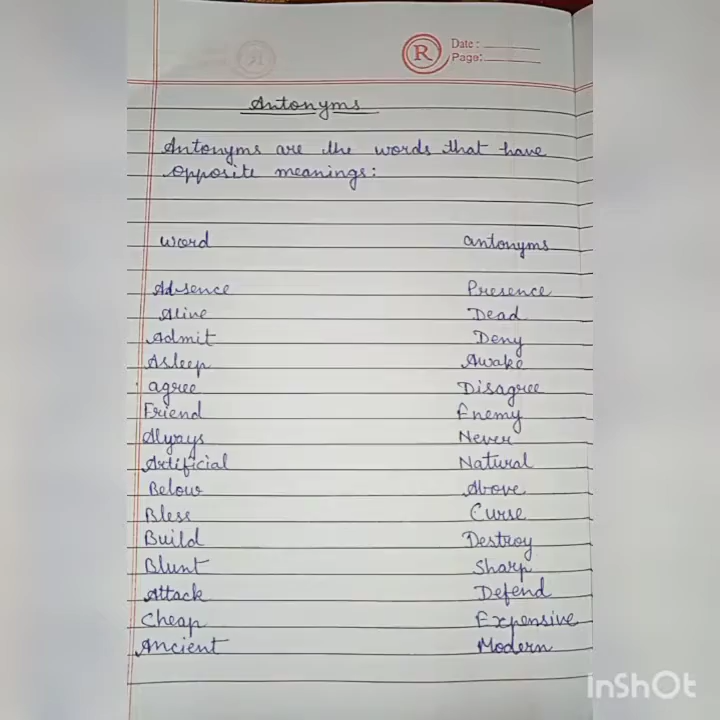 R
Date:
Page:
Antonyms
Antonyms are the words that have
opposite meanings:
word antonyms
Adsence Presence
Alive Dead
Admit Deny
Asleep Awake
agree Disagree
Friend Enemy
Alyays Never
Artificial Natural
Below Above
Bless Curse
Build Destroy
Blunt Sharp
Attack Defend
Cheap Expensive
Ancient Modern
InShOt